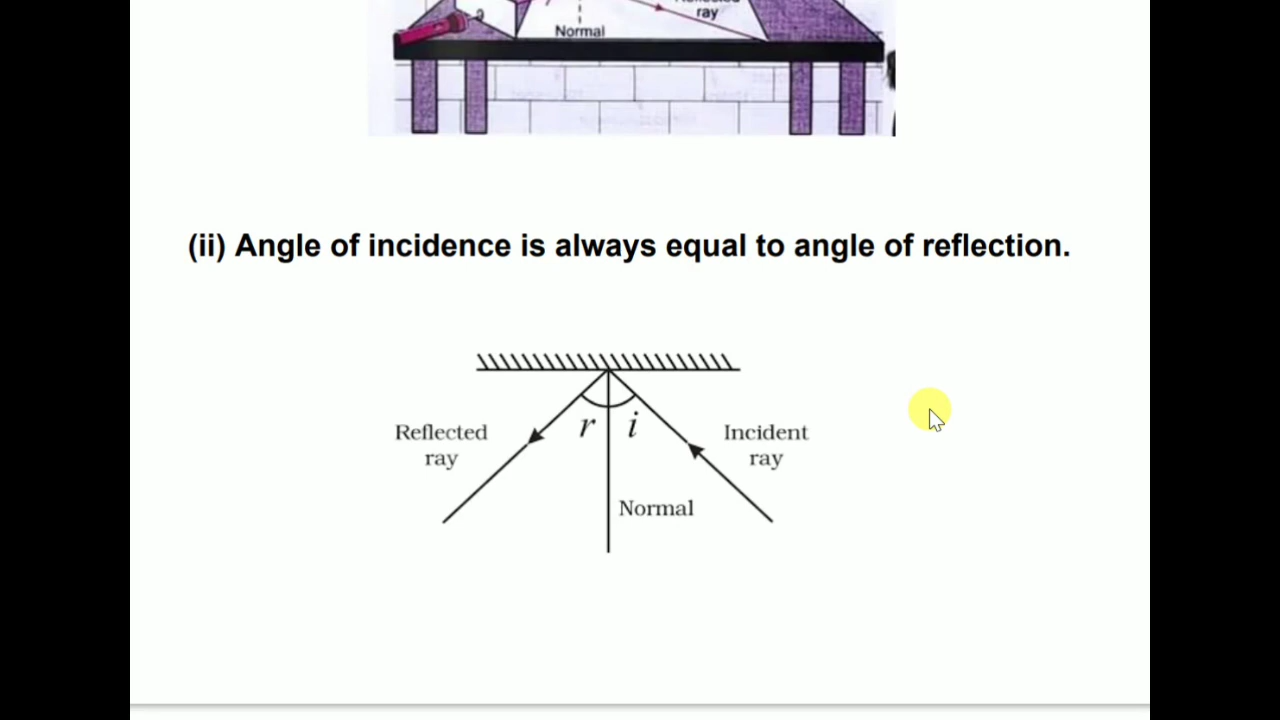 ray
Normal
(ii) Angle of incidence is always equal to angle of reflection.
r i
Reflected
ray
Incident
ray
Normal